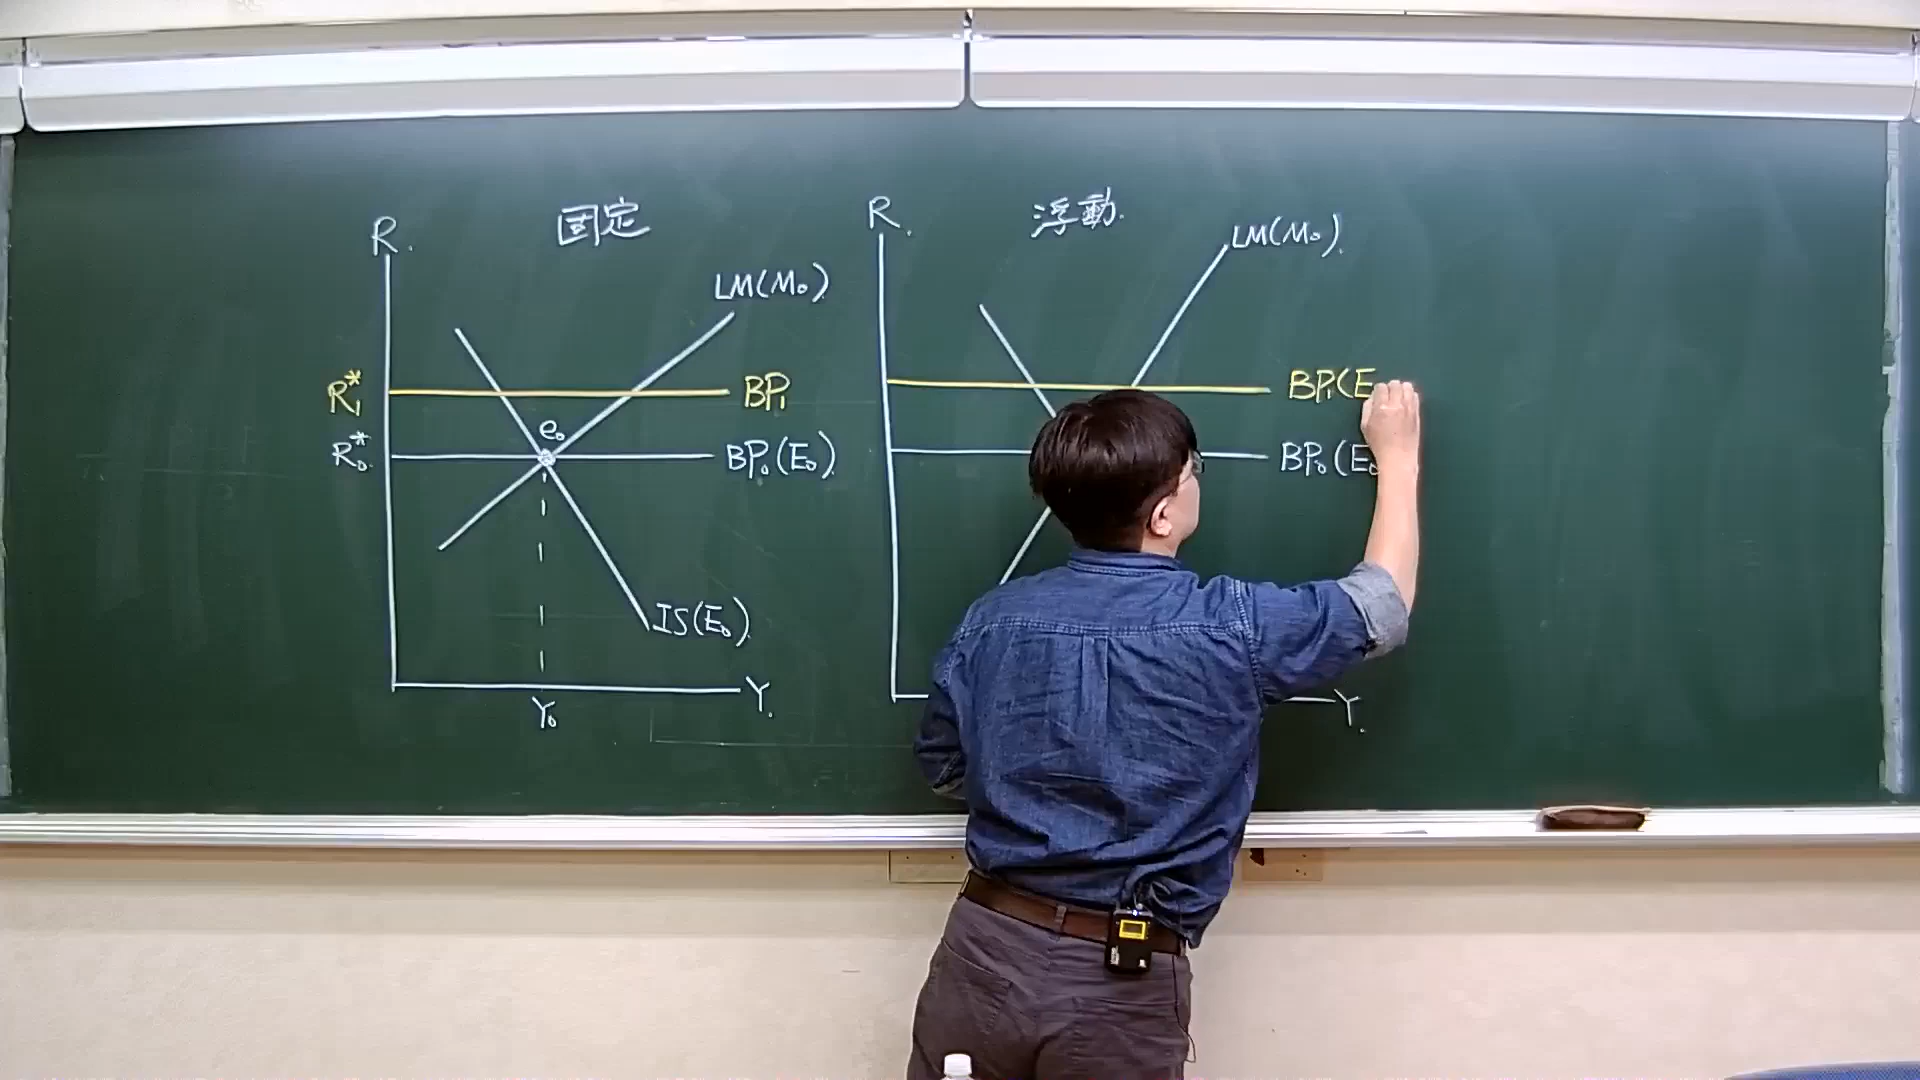 固定
R.
LM(M₀)
R₁*
BP₁
e₀
R₀*
BP₀(E₀)
IS(E₀)
Y.
Y₀
浮動.
R.
LM(M₀).
BP₁(E
BP₀(E₀
Y.